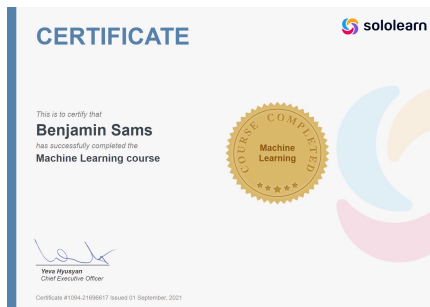 CERTIFICATE
sololearn
This is to certify that
Benjamin Sams
has successfully completed the
Machine Learning course
COURSE COMPLETED
Machine
Learning
Yeva Hyusyan
Chief Executive Officer
Certificate #1094-21696617 Issued 01 September, 2021